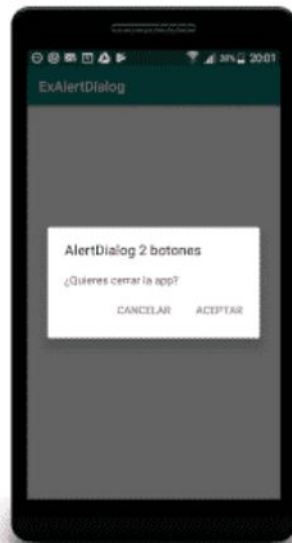 20:01
ExAlertDialog
AlertDialog 2 botones
¿Quieres cerrar la app?
CANCELAR ACEPTAR